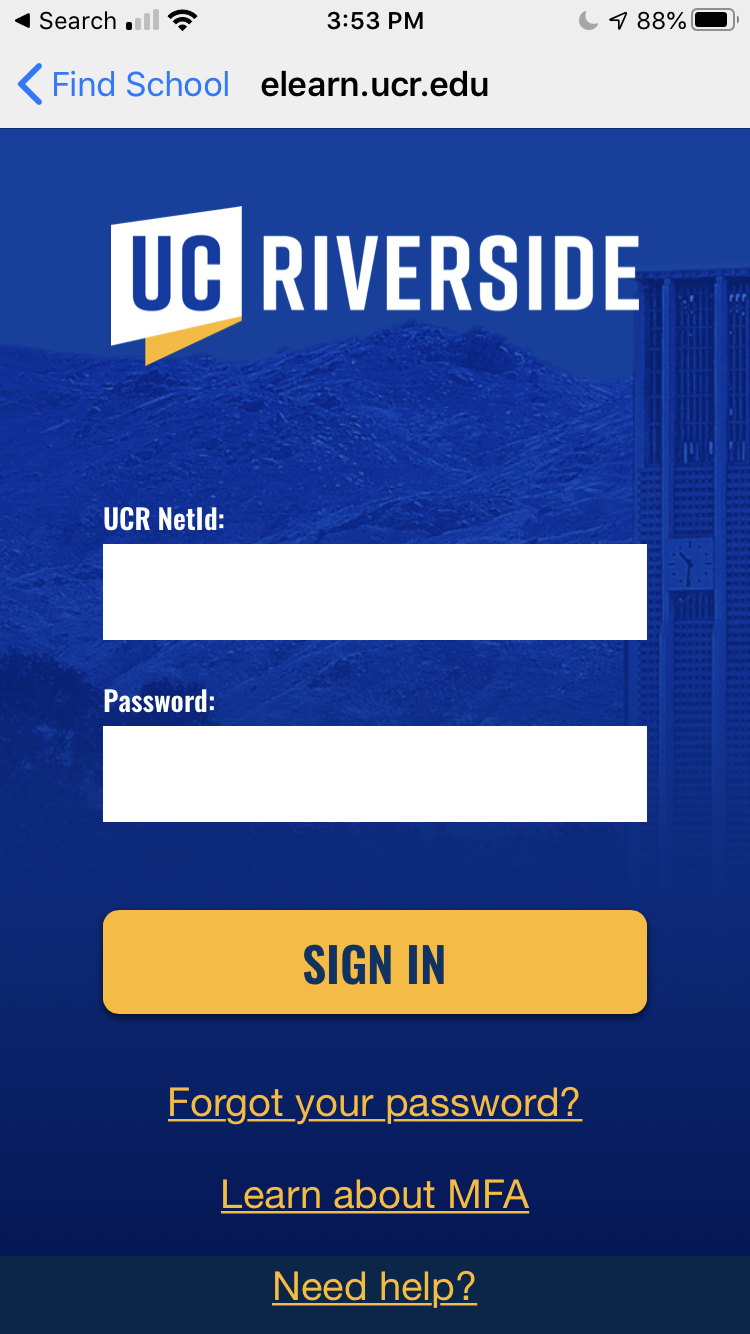 Search 3:53 PM 88%
Find School elearn.ucr.edu
UC RIVERSIDE
UCR NetId:
Password:
SIGN IN
Forgot your password?
Learn about MFA
Need help?